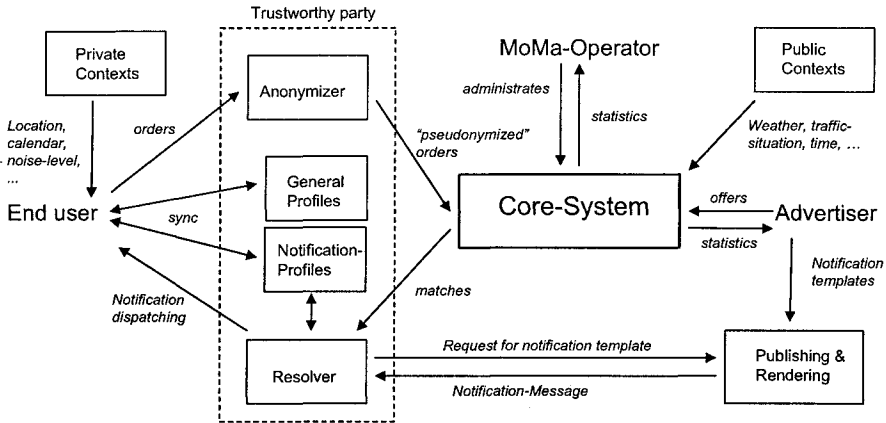 Trustworthy party
Private
Contexts
Anonymizer
MoMa-Operator
Public
Contexts
administrates
statistics
Location,
calendar,
noise-level,
...
orders
"pseudonymized"
orders
Weather, traffic-
situation, time, ...
General
Profiles
Core-System
End user
sync
offers
Advertiser
statistics
Notification-
Profiles
Notification
templates
Notification
dispatching
matches
Resolver
Request for notification template
Notification-Message
Publishing &
Rendering